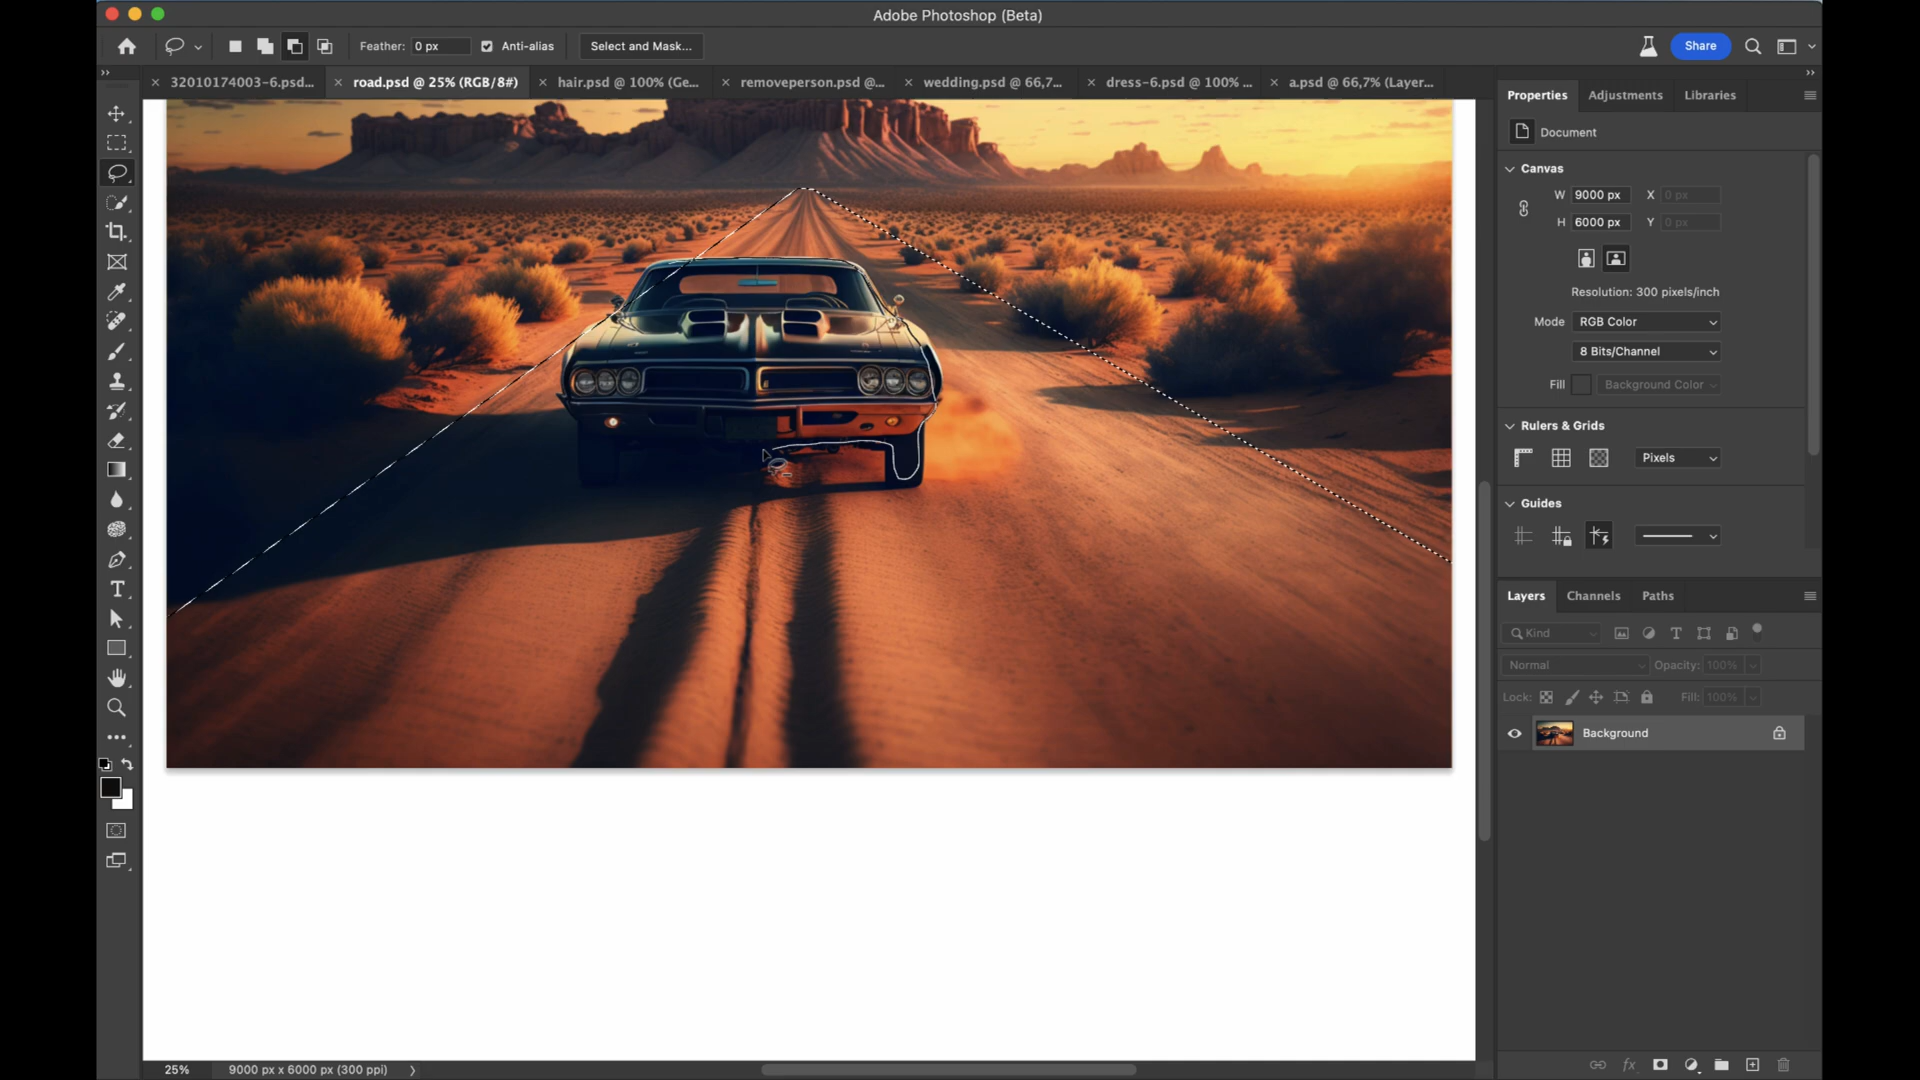 Adobe Photoshop (Beta)
Feather: 0 px
Anti-alias
Select and Mask...
Share
32010174003-6.psd...
road.psd @ 25% (RGB/8#)
hair.psd @ 100% (Ge...
removeperson.psd @...
wedding.psd @ 66,7...
dress-6.psd @ 100% ...
a.psd @ 66,7% (Layer...
Properties
Adjustments
Libraries
Document
Canvas
W 9000 px X 0 px
H 6000 px Y 0 px
Resolution: 300 pixels/inch
Mode RGB Color
8 Bits/Channel
Fill Background Color
Rulers & Grids
Pixels
Guides
Layers
Channels
Paths
Kind
Normal Opacity: 100%
Lock: Fill: 100%
Background
fx
25% 9000 px x 6000 px (300 ppi)